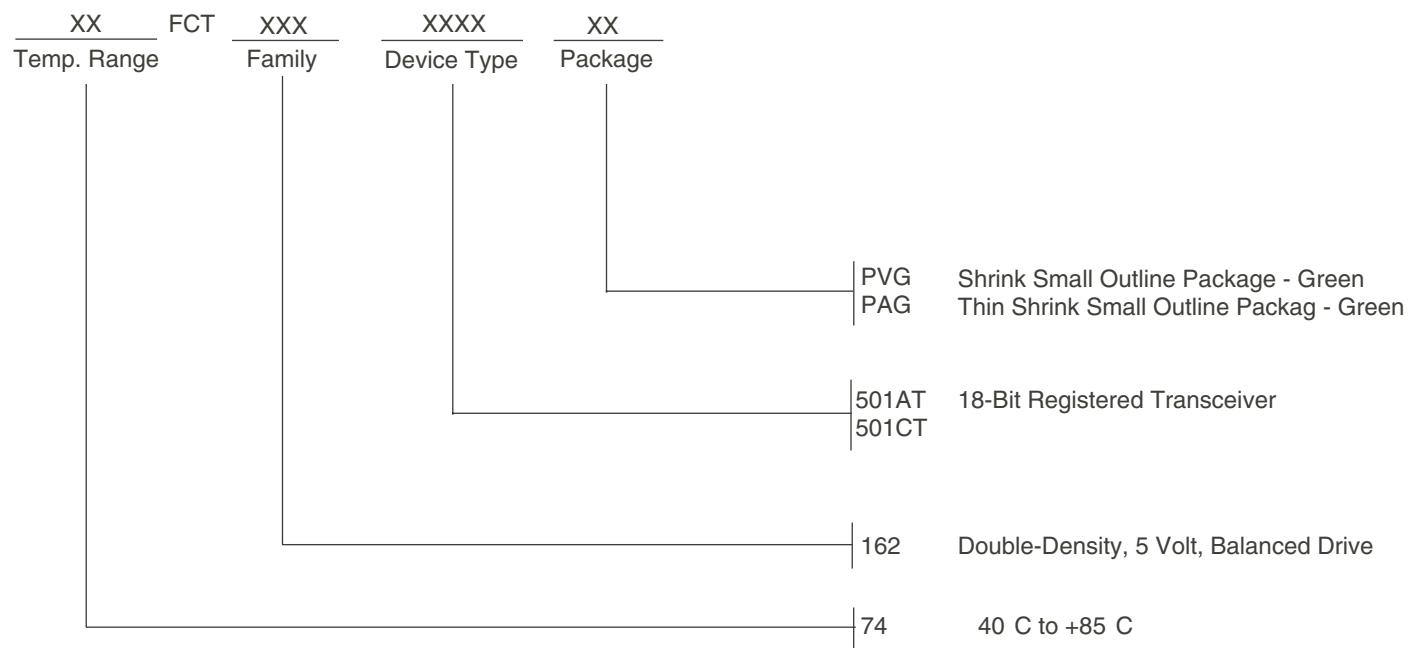 XX FCT XXX XXXX XX
Temp. Range Family Device Type Package
PVG Shrink Small Outline Package - Green
PAG Thin Shrink Small Outline Packag - Green
501AT 18-Bit Registered Transceiver
501CT
162 Double-Density, 5 Volt, Balanced Drive
74 40 C to +85 C